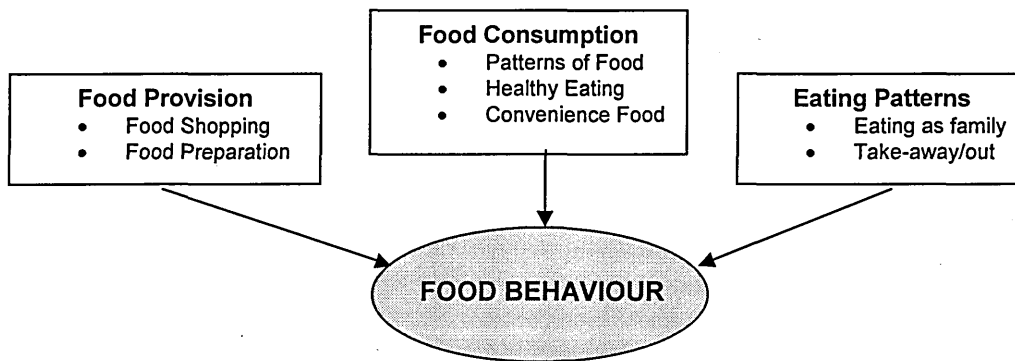 Food Provision
• Food Shopping
• Food Preparation
Food Consumption
• Patterns of Food
• Healthy Eating
• Convenience Food
Eating Patterns
• Eating as family
• Take-away/out
FOOD BEHAVIOUR